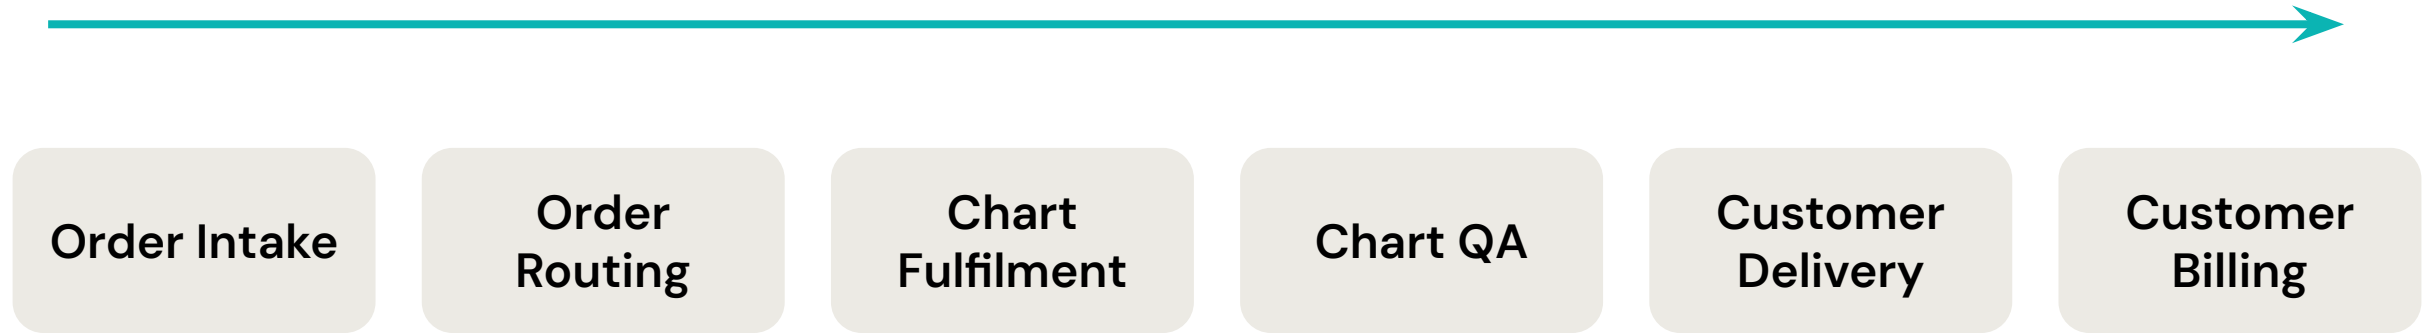 Order Intake
Order
Routing
Chart
Fulfilment
Chart QA
Customer
Delivery
Customer
Billing